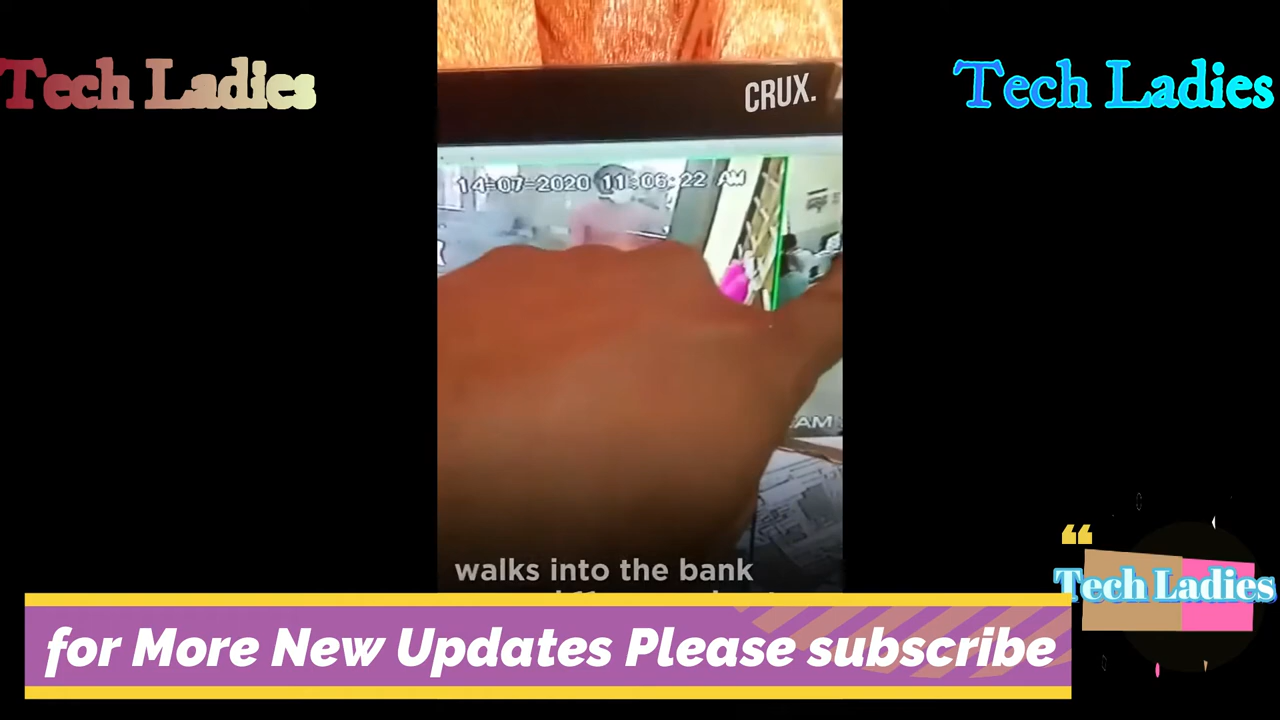 Tech Ladies
Tech Ladies
CRUX.
14-07-2020 11:06:22 AM
AM
walks into the bank
“
Tech Ladies
for More New Updates Please subscribe